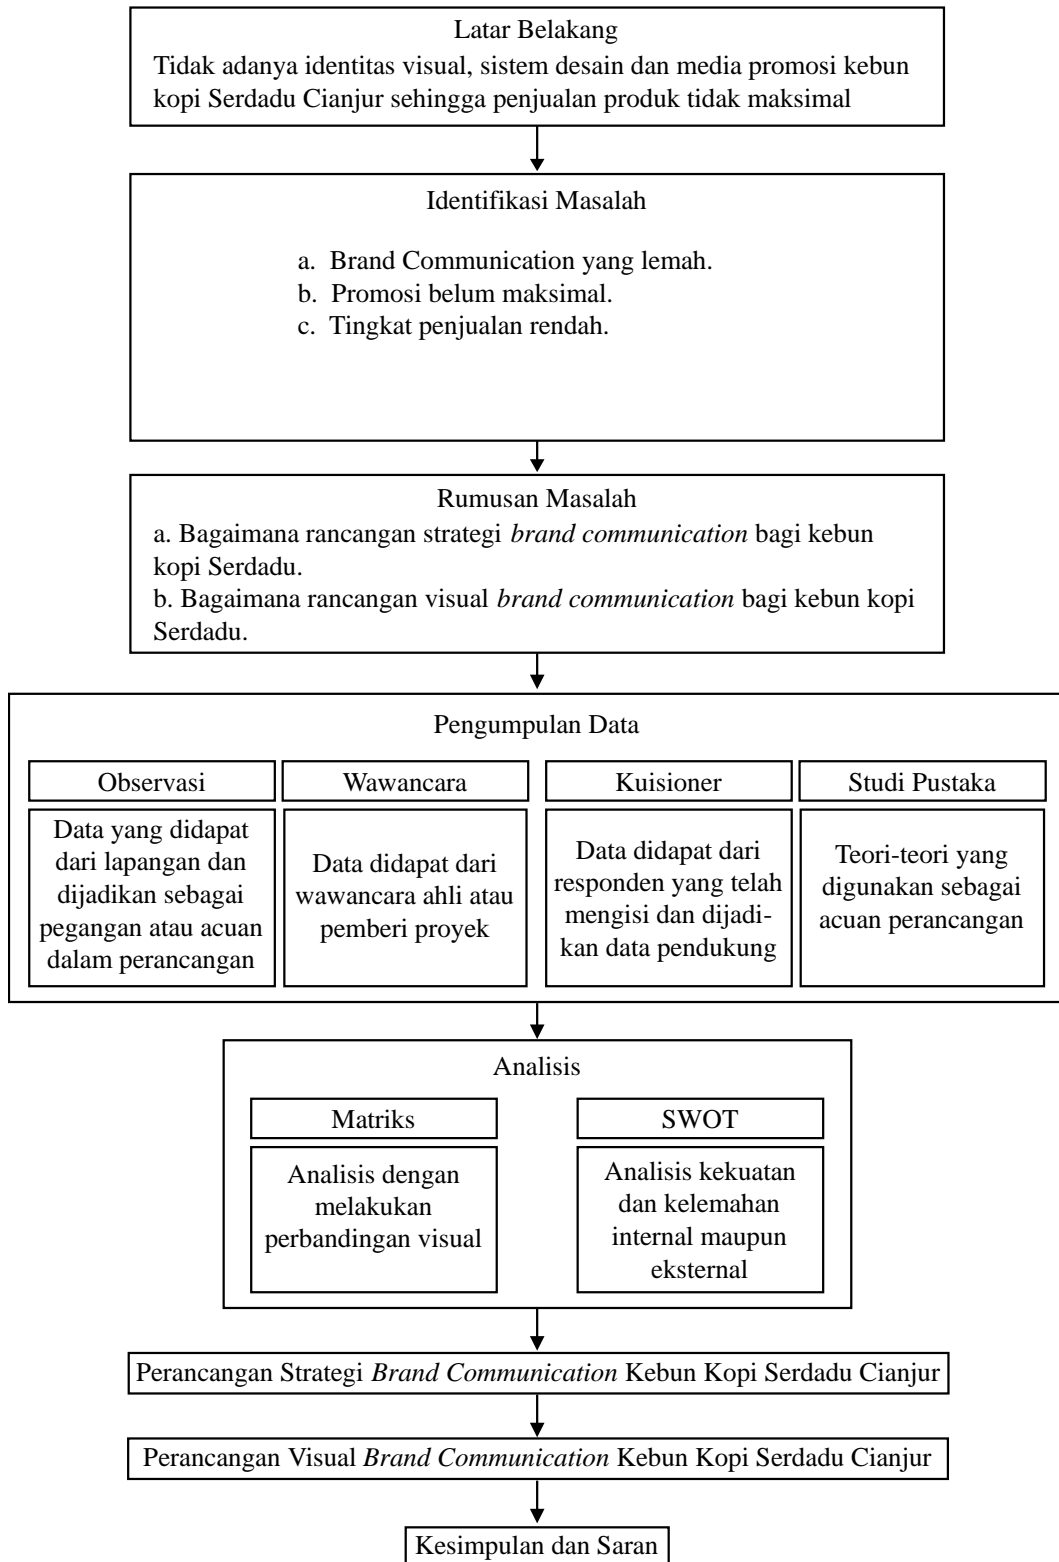 Latar Belakang
Tidak adanya identitas visual, sistem desain dan media promosi kebun
kopi Serdadu Cianjur sehingga penjualan produk tidak maksimal
Identifikasi Masalah
a. Brand Communication yang lemah.
b. Promosi belum maksimal.
c. Tingkat penjualan rendah.
Rumusan Masalah
a. Bagaimana rancangan strategi brand communication bagi kebun
kopi Serdadu.
b. Bagaimana rancangan visual brand communication bagi kebun kopi
Serdadu.
Pengumpulan Data
Observasi
Data yang didapat
dari lapangan dan
dijadikan sebagai
pegangan atau acuan
dalam perancangan
Wawancara
Data didapat dari
wawancara ahli atau
pemberi proyek
Kuisioner
Data didapat dari
responden yang telah
mengisi dan dijadi-
kan data pendukung
Studi Pustaka
Teori-teori yang
digunakan sebagai
acuan perancangan
Analisis
Matriks
Analisis dengan
melakukan
perbandingan visual
SWOT
Analisis kekuatan
dan kelemahan
internal maupun
eksternal
Perancangan Strategi Brand Communication Kebun Kopi Serdadu Cianjur
Perancangan Visual Brand Communication Kebun Kopi Serdadu Cianjur
Kesimpulan dan Saran